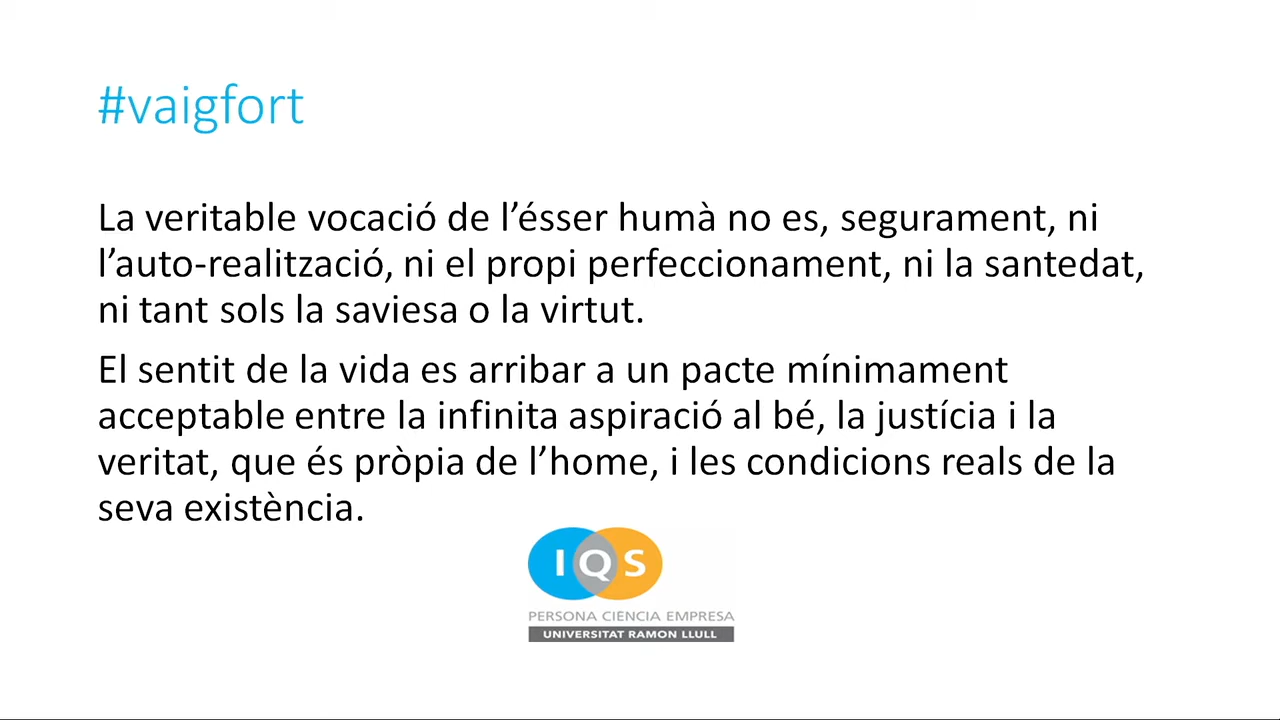 #vaigfort
La veritable vocació de l’ésser humà no es, segurament, ni
l’auto-realització, ni el propi perfeccionament, ni la santedat,
ni tant sols la saviesa o la virtut.
El sentit de la vida es arribar a un pacte mínimament
acceptable entre la infinita aspiració al bé, la justícia i la
veritat, que és pròpia de l’home, i les condicions reals de la
seva existència.
IQS
PERSONA CIÈNCIA EMPRESA
UNIVERSITAT RAMON LLULL